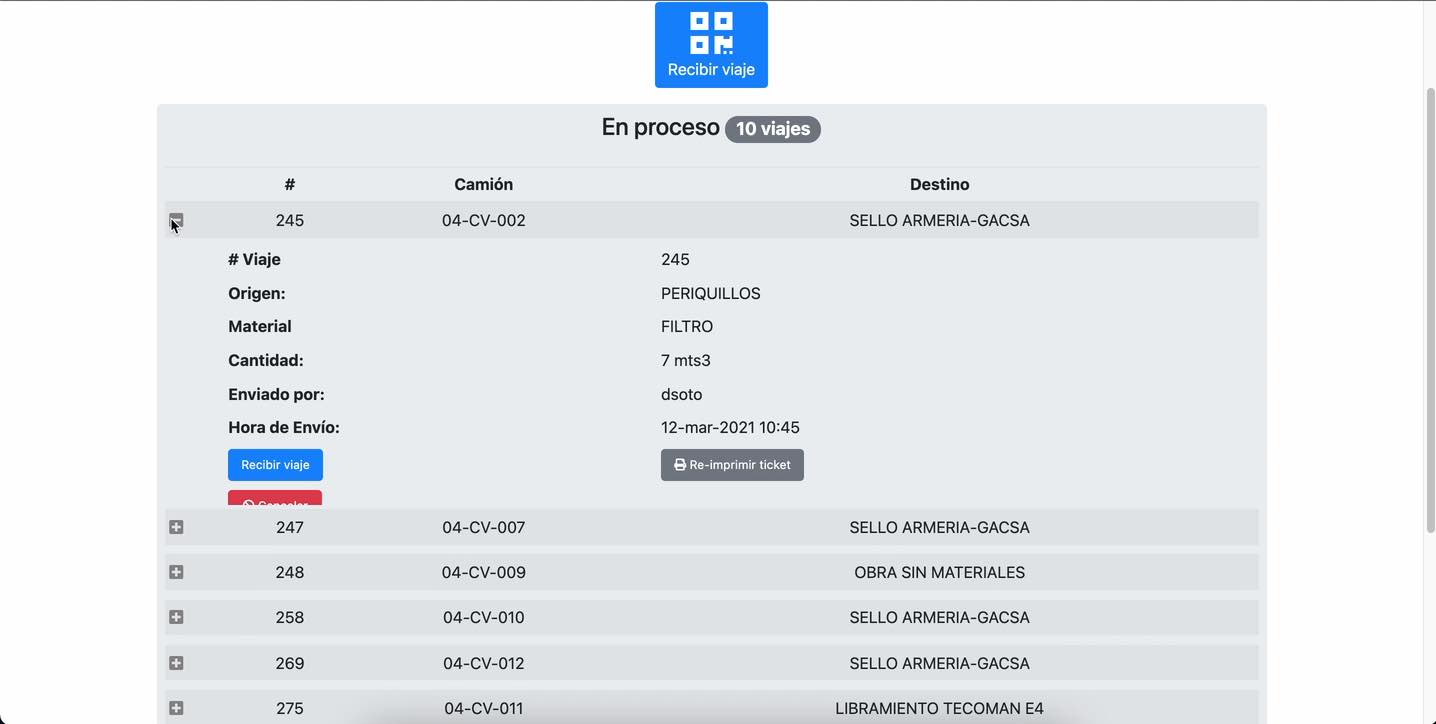 Recibir viaje
En proceso 10 viajes
# Camión Destino
245 04-CV-002 SELLO ARMERIA-GACSA
# Viaje 245
Origen: PERIQUILLOS
Material FILTRO
Cantidad: 7 mts3
Enviado por: dsoto
Hora de Envío: 12-mar-2021 10:45
Recibir viaje Re-imprimir ticket
Cancelar
247 04-CV-007 SELLO ARMERIA-GACSA
248 04-CV-009 OBRA SIN MATERIALES
258 04-CV-010 SELLO ARMERIA-GACSA
269 04-CV-012 SELLO ARMERIA-GACSA
275 04-CV-011 LIBRAMIENTO TECOMAN E4